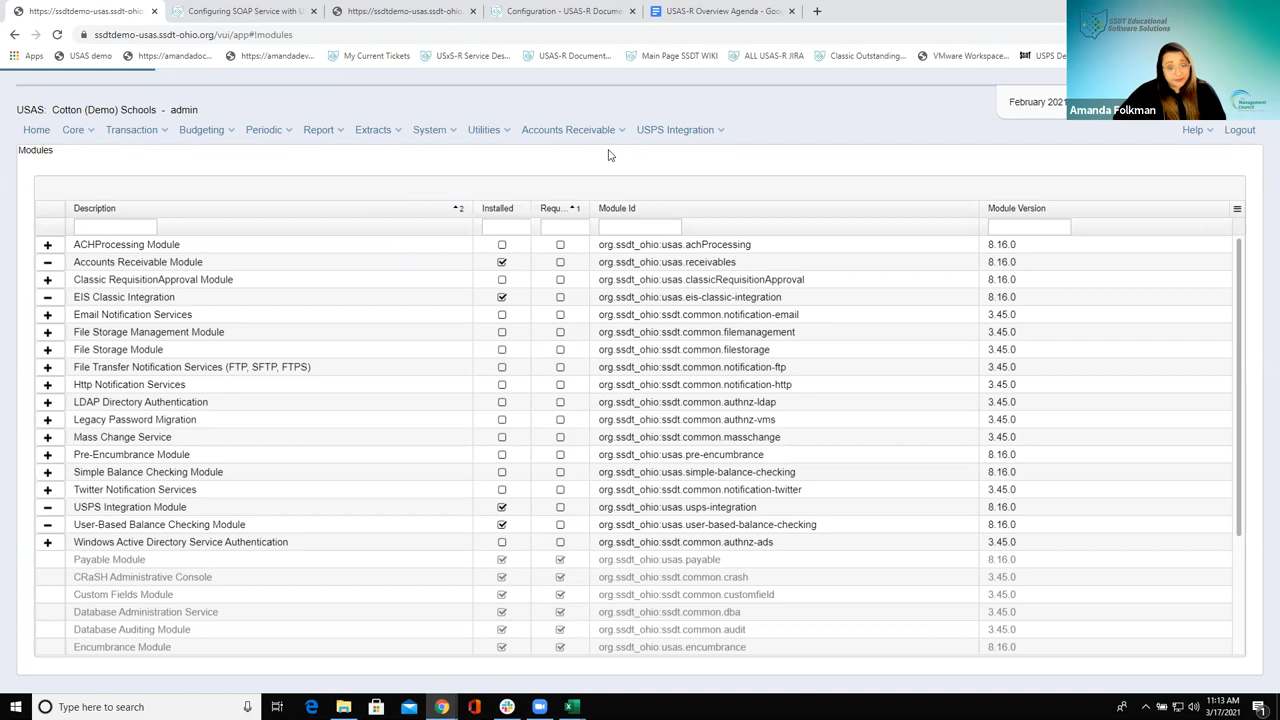 https://ssdtdemo-usas.ssdt-ohio.
Configuring SOAP Service with U
https://ssdtdemo-usas.ssdt-ohio.
Configuration - USAS-R Docume
USAS-R Overview Agenda - Goo
ssdtdemo-usas.ssdt-ohio.org/vui/app#!modules
Apps
USAS demo
https://amandadoc...
https://amandadev...
My Current Tickets
USxS-R Service Des...
USAS-R Document...
Main Page SSDT WIKI
ALL USAS-R JIRA
Classic Outstanding...
VMware Workspace...
USPS De
SSDT Educational
Software Solutions
Management
Council
Amanda Folkman
USAS: Cotton (Demo) Schools - admin
February 2021
Home Core Transaction Budgeting Periodic Report Extracts System Utilities Accounts Receivable USPS Integration Help Logout
Modules
Description 2 Installed Requ... 1 Module Id Module Version
ACHProcessing Module org.ssdt_ohio:usas.achProcessing 8.16.0
Accounts Receivable Module org.ssdt_ohio:usas.receivables 8.16.0
Classic RequisitionApproval Module org.ssdt_ohio:usas.classicRequisitionApproval 8.16.0
EIS Classic Integration org.ssdt_ohio:usas.eis-classic-integration 8.16.0
Email Notification Services org.ssdt_ohio:ssdt.common.notification-email 3.45.0
File Storage Management Module org.ssdt_ohio:ssdt.common.filemanagement 3.45.0
File Storage Module org.ssdt_ohio:ssdt.common.filestorage 3.45.0
File Transfer Notification Services (FTP, SFTP, FTPS) org.ssdt_ohio:ssdt.common.notification-ftp 3.45.0
Http Notification Services org.ssdt_ohio:ssdt.common.notification-http 3.45.0
LDAP Directory Authentication org.ssdt_ohio:ssdt.common.authnz-ldap 3.45.0
Legacy Password Migration org.ssdt_ohio:ssdt.common.authnz-vms 3.45.0
Mass Change Service org.ssdt_ohio:ssdt.common.masschange 3.45.0
Pre-Encumbrance Module org.ssdt_ohio:usas.pre-encumbrance 8.16.0
Simple Balance Checking Module org.ssdt_ohio:usas.simple-balance-checking 8.16.0
Twitter Notification Services org.ssdt_ohio:ssdt.common.notification-twitter 3.45.0
USPS Integration Module org.ssdt_ohio:usas.usps-integration 8.16.0
User-Based Balance Checking Module org.ssdt_ohio:usas.user-based-balance-checking 8.16.0
Windows Active Directory Service Authentication org.ssdt_ohio:ssdt.common.authnz-ads 3.45.0
Payable Module org.ssdt_ohio:usas.payable 8.16.0
CRaSH Administrative Console org.ssdt_ohio:ssdt.common.crash 3.45.0
Custom Fields Module org.ssdt_ohio:ssdt.common.customfield 3.45.0
Database Administration Service org.ssdt_ohio:ssdt.common.dba 3.45.0
Database Auditing Module org.ssdt_ohio:ssdt.common.audit 3.45.0
Encumbrance Module org.ssdt_ohio:usas.encumbrance 8.16.0
Type here to search
11:13 AM
3/17/2021
1